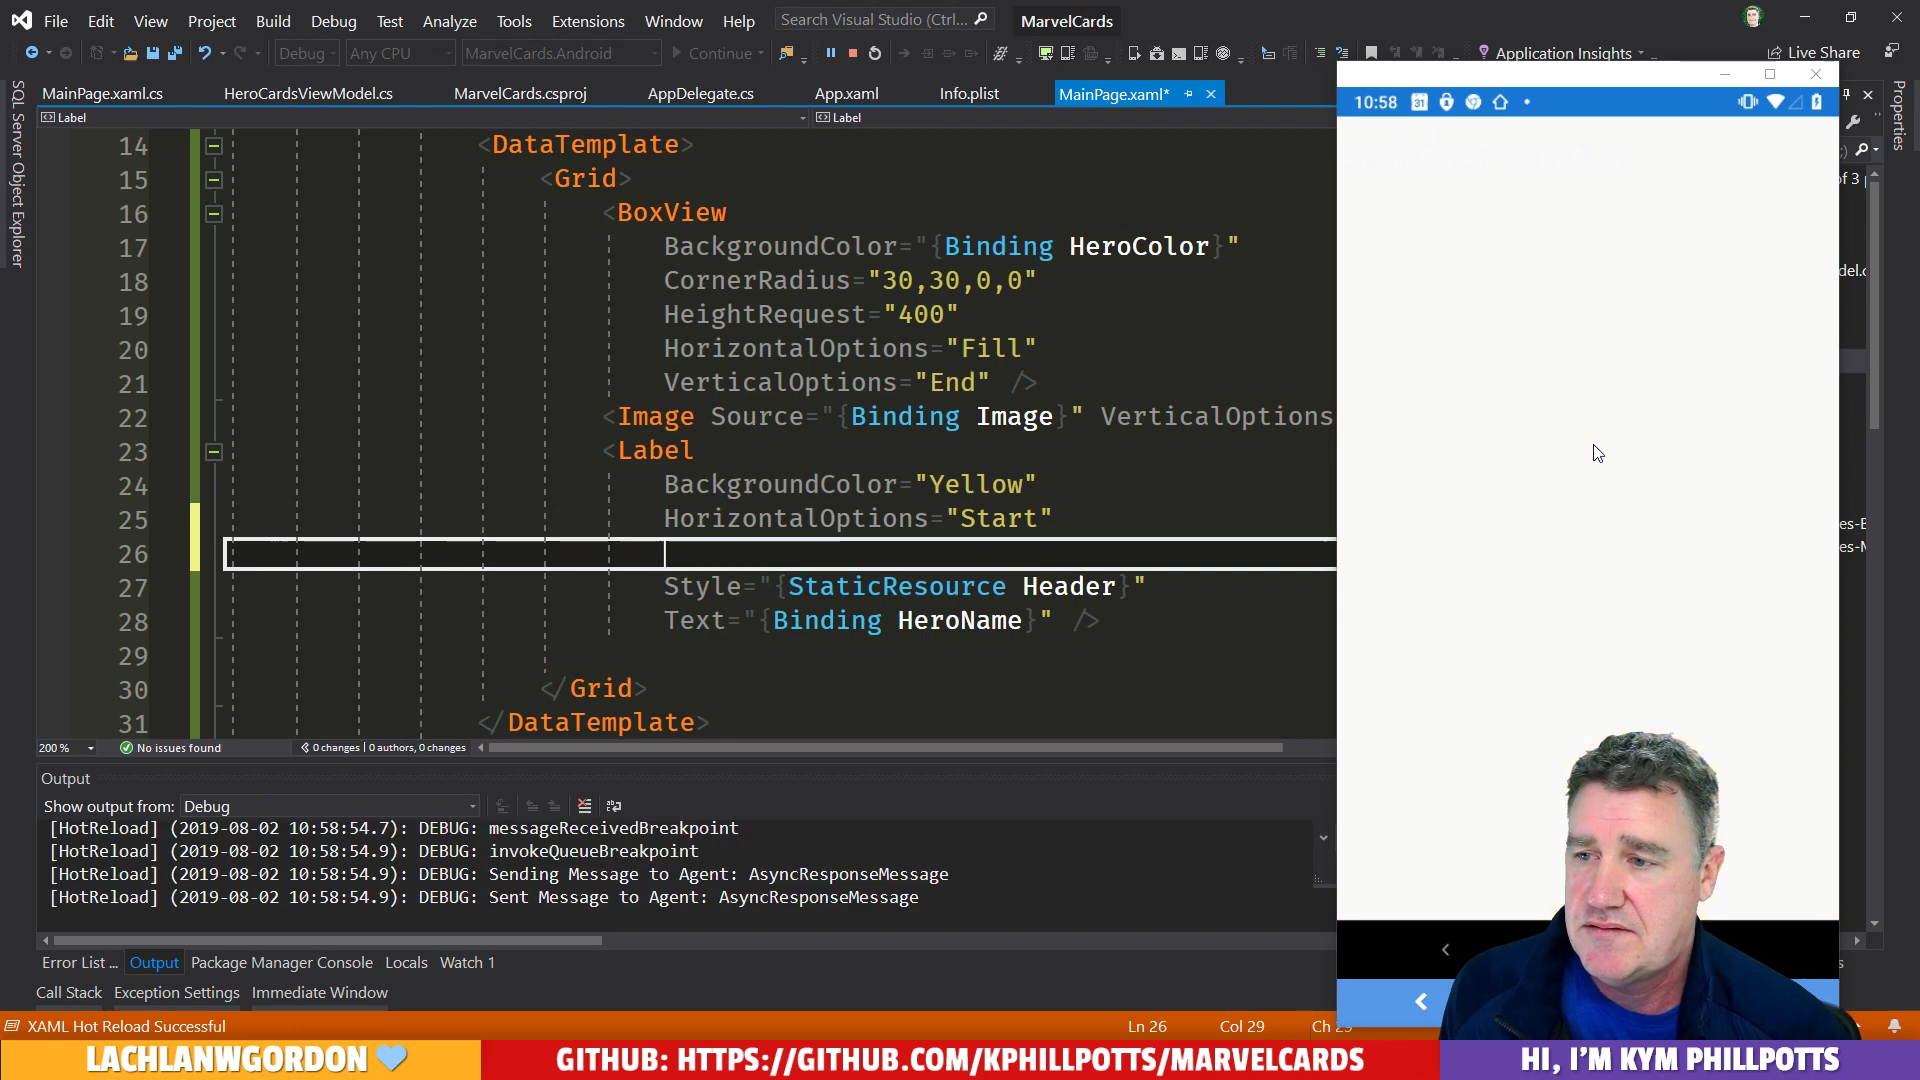 File Edit View Project Build Debug Test Analyze Tools Extensions Window Help Search Visual Studio (Ctrl... MarvelCards
Debug Any CPU MarvelCards.Android Continue Application Insights Live Share
MainPage.xaml.cs HeroCardsViewModel.cs MarvelCards.csproj AppDelegate.cs App.xaml Info.plist MainPage.xaml*
Label Label
SQL Server Object Explorer
Properties
10:58 31
of 3
14 <DataTemplate>
15 <Grid>
16 <BoxView
17 BackgroundColor="{Binding HeroColor}"
18 CornerRadius="30,30,0,0"
19 HeightRequest="400"
20 HorizontalOptions="Fill"
21 VerticalOptions="End" />
22 <Image Source="{Binding Image}" VerticalOptions
23 <Label
24 BackgroundColor="Yellow"
25 HorizontalOptions="Start"
26
27 Style="{StaticResource Header}"
28 Text="{Binding HeroName}" />
29
30 </Grid>
31 </DataTemplate>
200 % No issues found 0 changes | 0 authors, 0 changes
Output
Show output from: Debug
[HotReload] (2019-08-02 10:58:54.7): DEBUG: messageReceivedBreakpoint
[HotReload] (2019-08-02 10:58:54.9): DEBUG: invokeQueueBreakpoint
[HotReload] (2019-08-02 10:58:54.9): DEBUG: Sending Message to Agent: AsyncResponseMessage
[HotReload] (2019-08-02 10:58:54.9): DEBUG: Sent Message to Agent: AsyncResponseMessage
Error List ... Output Package Manager Console Locals Watch 1
Call Stack Exception Settings Immediate Window
XAML Hot Reload Successful Ln 26 Col 29 Ch 29
LACHLANWGORDON GITHUB: HTTPS://GITHUB.COM/KPHILLPOTTS/MARVELCARDS HI, I'M KYM PHILLPOTTS